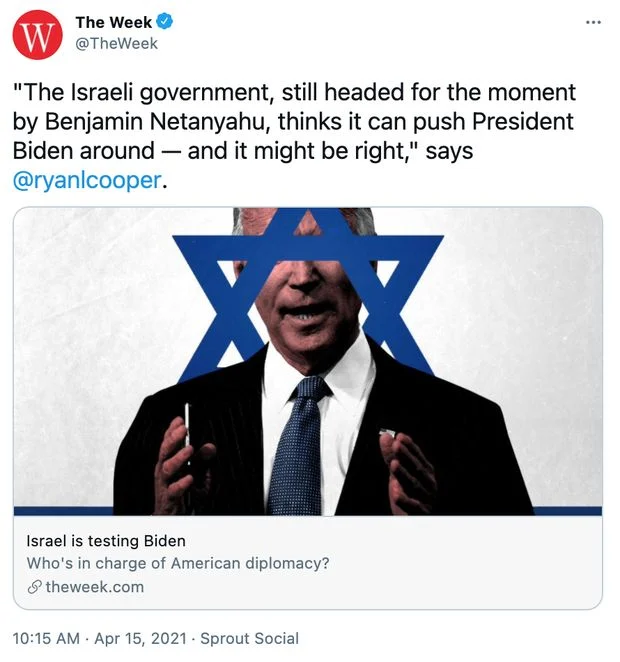 The Week
@TheWeek
"The Israeli government, still headed for the moment
by Benjamin Netanyahu, thinks it can push President
Biden around — and it might be right," says
@ryanlcooper.
Israel is testing Biden
Who's in charge of American diplomacy?
theweek.com
10:15 AM · Apr 15, 2021 · Sprout Social